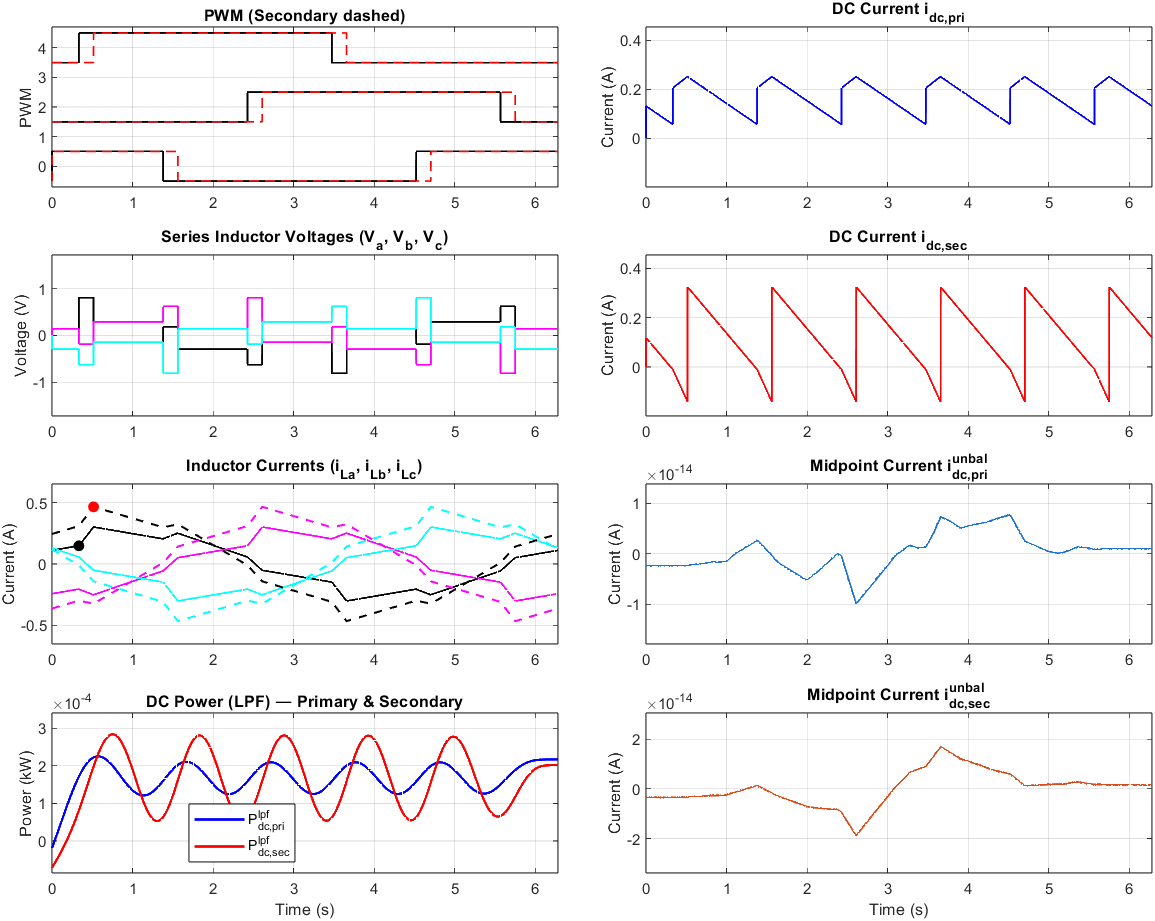 PWM (Secondary dashed)
PWM
4
3
2
1
0
0 1 2 3 4 5 6
DC Current i_dc,pri
Current (A)
0.4
0.2
0
0 1 2 3 4 5 6
Series Inductor Voltages (V_a, V_b, V_c)
Voltage (V)
1
0
-1
0 1 2 3 4 5 6
DC Current i_dc,sec
Current (A)
0.4
0.2
0
0 1 2 3 4 5 6
Inductor Currents (i_La, i_Lb, i_Lc)
Current (A)
0.5
0
-0.5
0 1 2 3 4 5 6
Midpoint Current i_dc,pri^unbal
×10^-14
Current (A)
1
0
-1
0 1 2 3 4 5 6
DC Power (LPF) — Primary & Secondary
×10^-4
Power (kW)
3
2
1
0
P_dc,pri^lpf
P_dc,sec^lpf
0 1 2 3 4 5 6
Time (s)
Midpoint Current i_dc,sec^unbal
×10^-14
Current (A)
2
0
-2
0 1 2 3 4 5 6
Time (s)